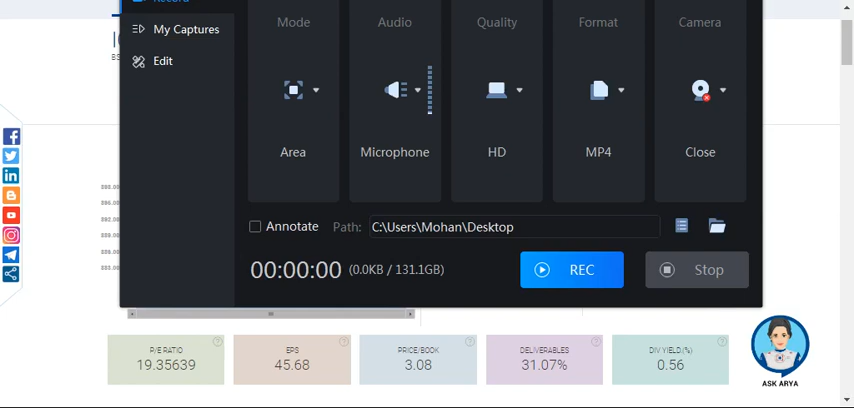 Record
My Captures
Edit
Mode Audio Quality Format Camera
Area Microphone HD MP4 Close
Annotate Path: C:\Users\Mohan\Desktop
00:00:00 (0.0KB / 131.1GB) REC Stop
P/E RATIO
19.35639
EPS
45.68
PRICE/BOOK
3.08
DELIVERABLES
31.07%
DIV YIELD.(%)
0.56
ASK ARYA